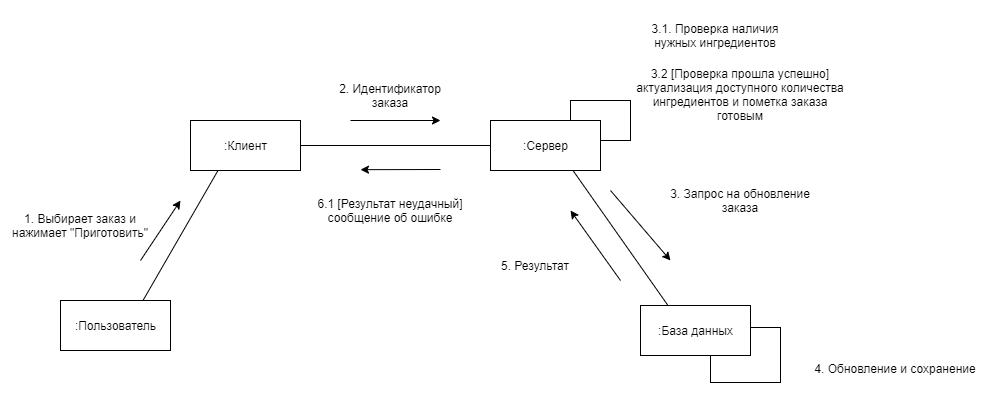 3.1. Проверка наличия
нужных ингредиентов
3.2 [Проверка прошла успешно]
актуализация доступного количества
ингредиентов и пометка заказа
готовым
2. Идентификатор
заказа
:Клиент
:Сервер
6.1 [Результат неудачный]
сообщение об ошибке
3. Запрос на обновление
заказа
1. Выбирает заказ и
нажимает "Приготовить"
5. Результат
:Пользователь
:База данных
4. Обновление и сохранение